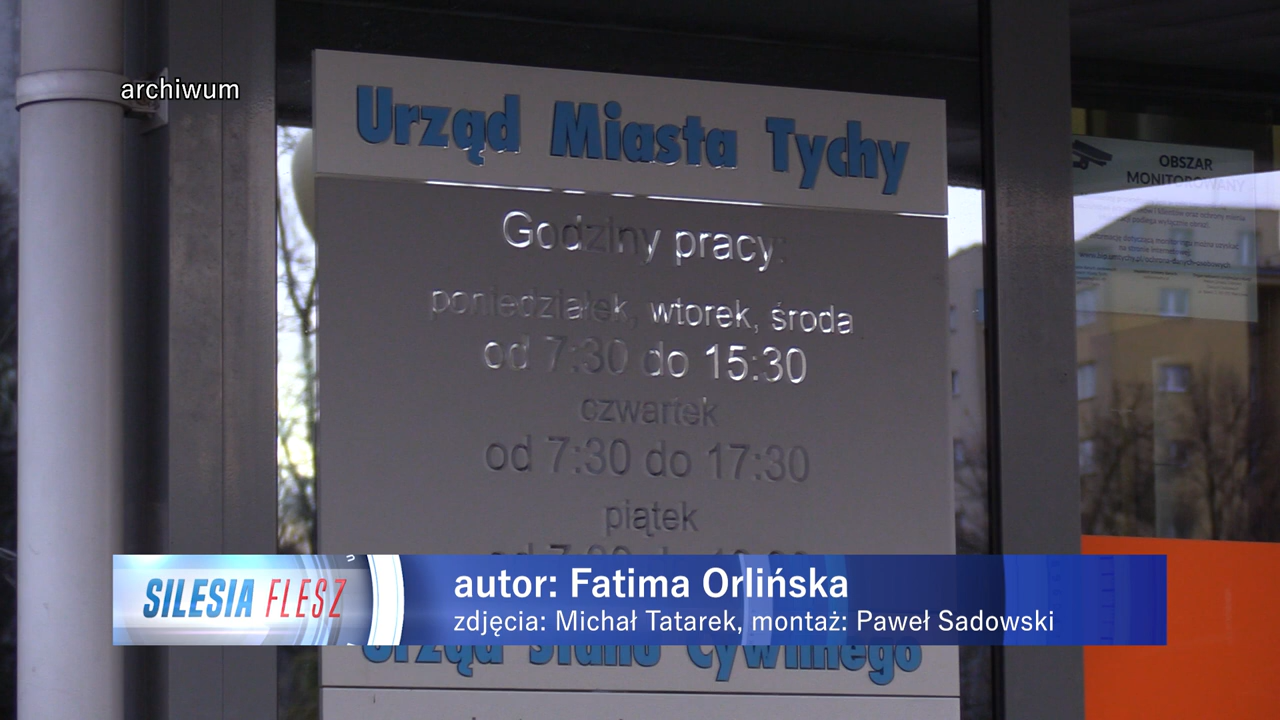 archiwum
Urząd Miasta Tychy
Godziny pracy:
poniedziałek, wtorek, środa
od 7:30 do 15:30
czwartek
od 7:30 do 17:30
piątek
Urząd Stanu Cywilnego
OBSZAR
MONITOROWANY
SILESIA FLESZ
autor: Fatima Orlińska
zdjęcia: Michał Tatarek, montaż: Paweł Sadowski